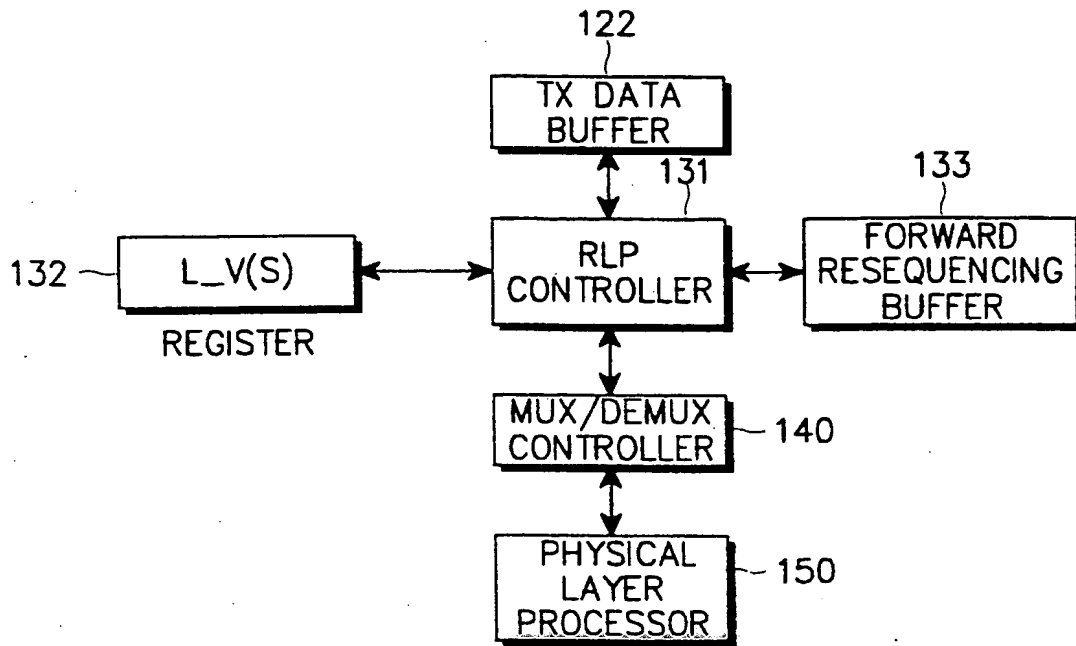 122
TX DATA
BUFFER
131
133
132
L_V(S)
REGISTER
RLP
CONTROLLER
FORWARD
RESEQUENCING
BUFFER
MUX/DEMUX
CONTROLLER
140
PHYSICAL
LAYER
PROCESSOR
150